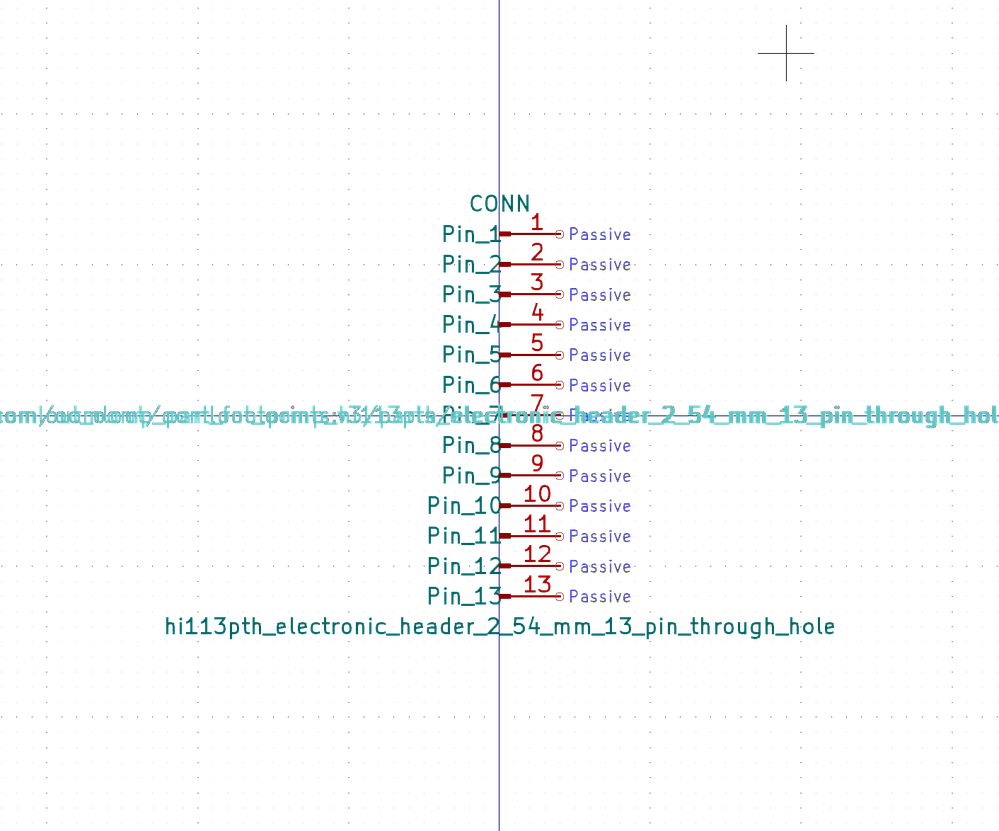 CONN
Pin_1 1 Passive
Pin_2 2 Passive
Pin_3 3 Passive
Pin_4 4 Passive
Pin_5 5 Passive
Pin_6 6 Passive
7 Passive
electronic_header_2_54_mm_13_pin_through_hol
Pin_8 8 Passive
Pin_9 9 Passive
Pin_10 10 Passive
Pin_11 11 Passive
Pin_12 12 Passive
Pin_13 13 Passive
hi113pth_electronic_header_2_54_mm_13_pin_through_hole